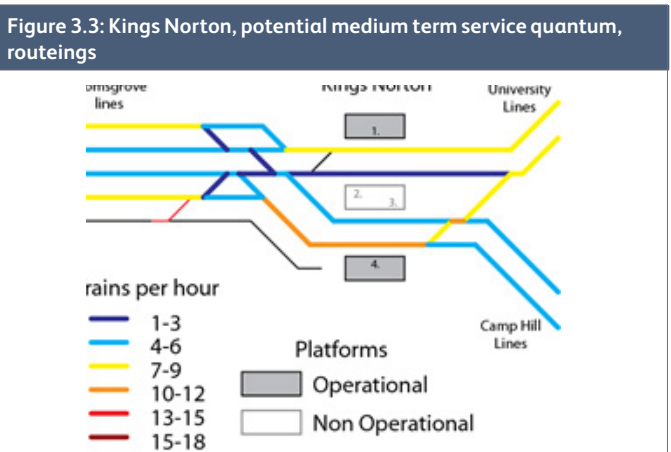 Figure 3.3: Kings Norton, potential medium term service quantum,
routeings
lines
Kings Norton
University
Lines
1.
2.
3.
4.
Camp Hill
Lines
rains per hour
1-3
4-6
7-9
10-12
13-15
15-18
Platforms
Operational
Non Operational